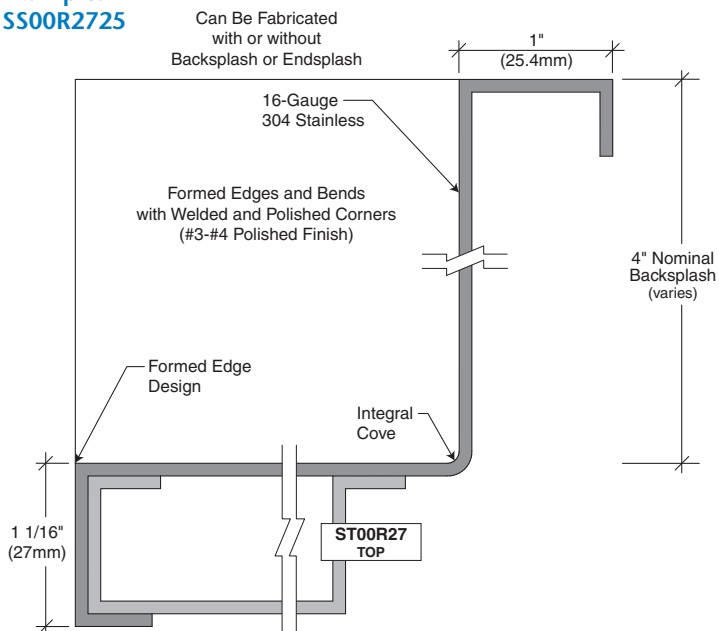 SS00R2725
Can Be Fabricated
with or without
Backsplash or Endsplash
1"
(25.4mm)
16-Gauge
304 Stainless
Formed Edges and Bends
with Welded and Polished Corners
(#3-#4 Polished Finish)
4" Nominal
Backsplash
(varies)
Formed Edge
Design
Integral
Cove
1 1/16"
(27mm)
ST00R27
TOP